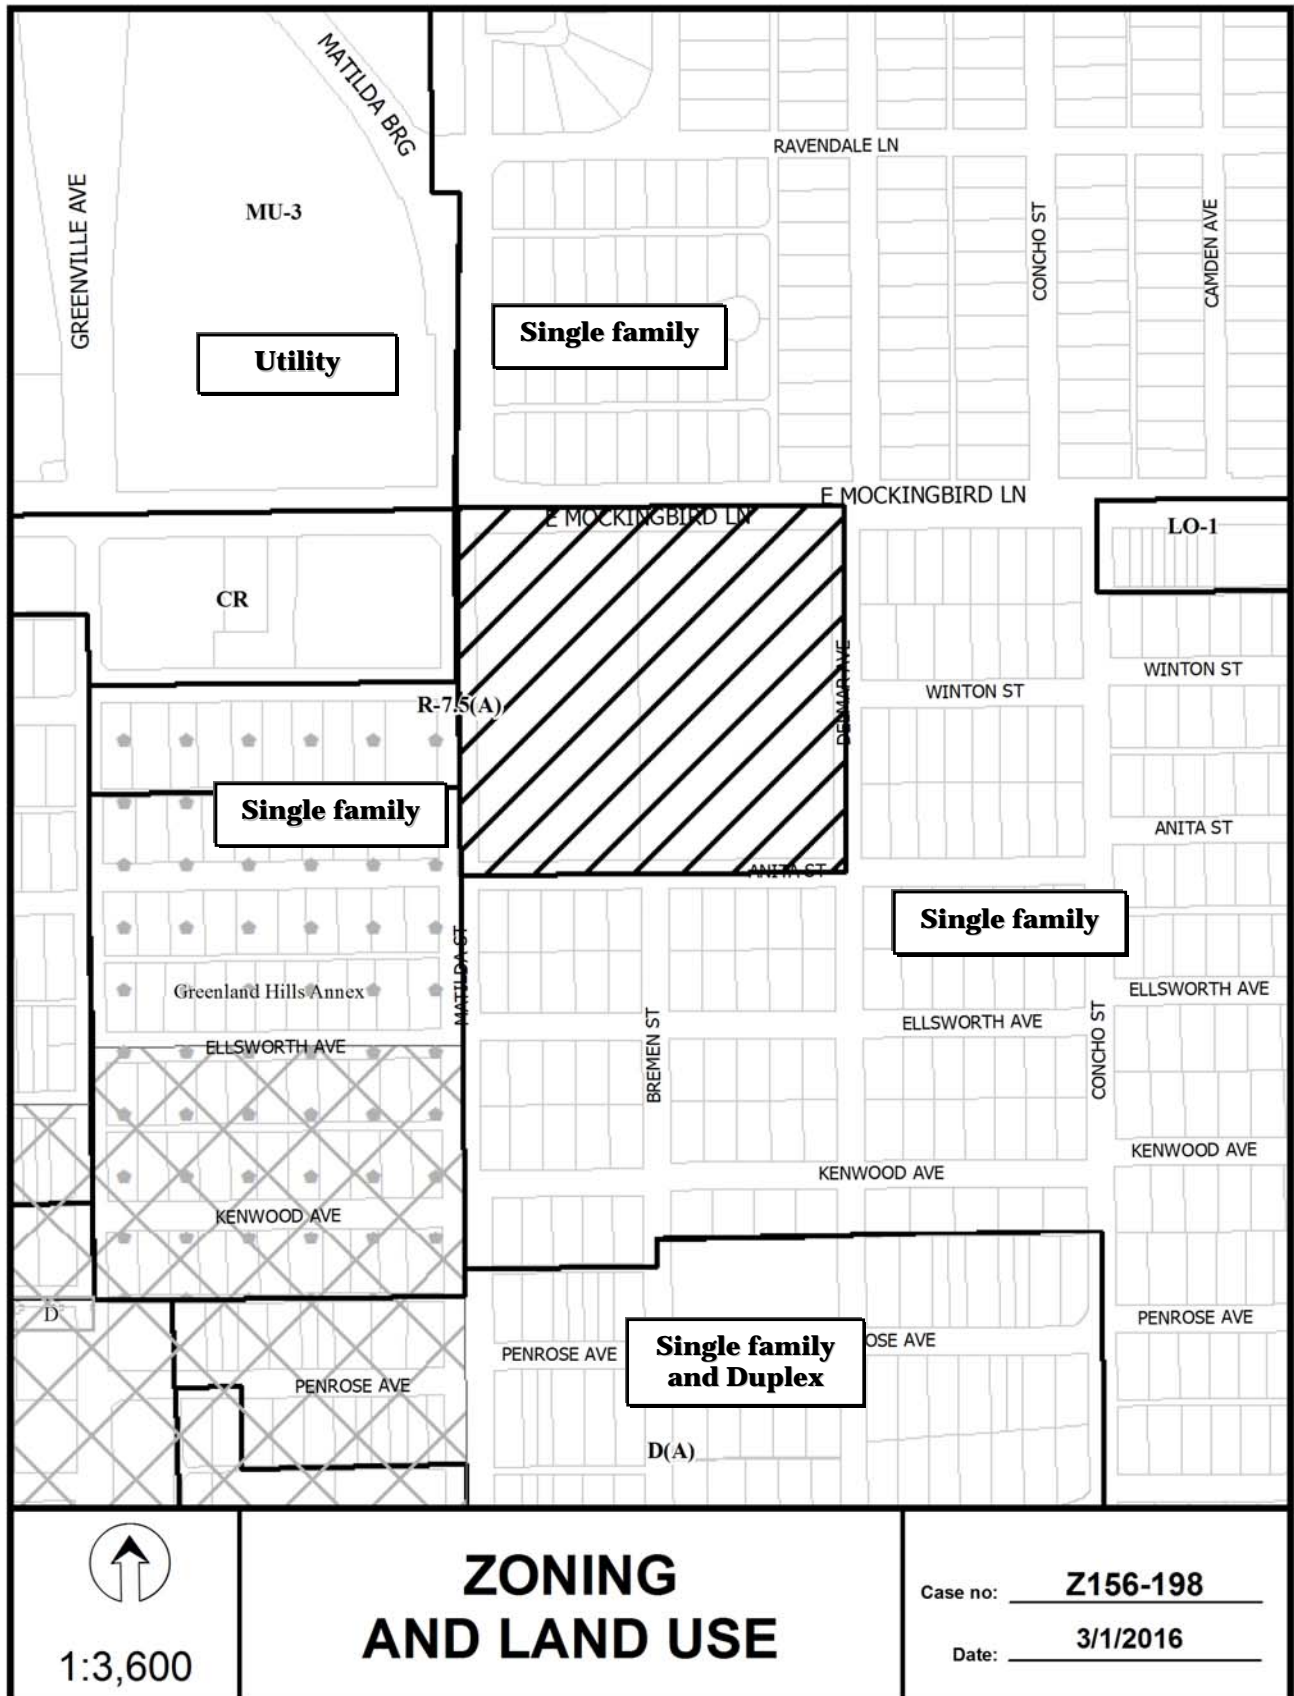 MATILDA BRG
RAVENDALE LN
GREENVILLE AVE
MU-3
CONCHO ST
CAMDEN AVE
Single family
Utility
E MOCKINGBIRD LN
E MOCKINGBIRD LN
LO-1
CR
WINTON ST
WINTON ST
R-7.5(A)
DELMAR AVE
Single family
ANITA ST
ANITA ST
Single family
MATILDA ST
Greenland Hills Annex
ELLSWORTH AVE
ELLSWORTH AVE
ELLSWORTH AVE
BREMEN ST
CONCHO ST
KENWOOD AVE
KENWOOD AVE
KENWOOD AVE
D
PENROSE AVE
Single family
and Duplex
OSE AVE
PENROSE AVE
PENROSE AVE
D(A)
1:3,600
ZONING
AND LAND USE
Case no: Z156-198
Date: 3/1/2016